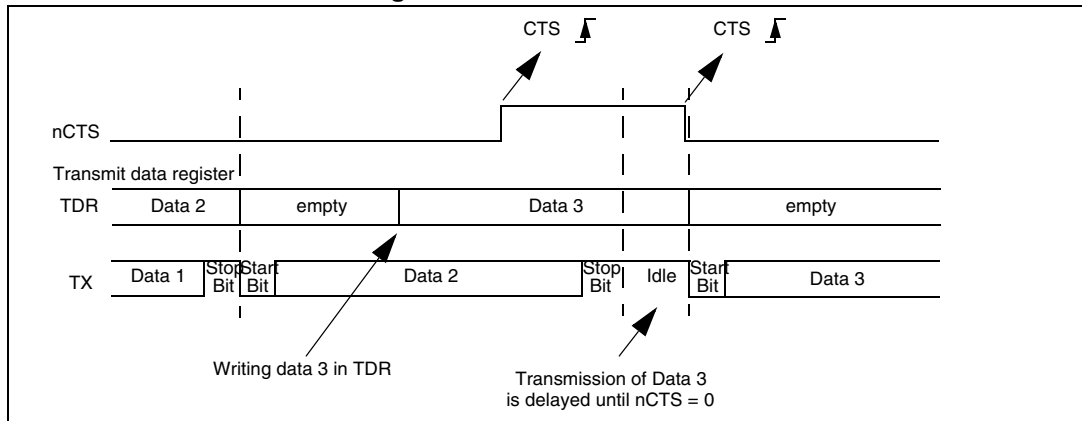 CTS CTS
nCTS
Transmit data register
TDR Data 2 empty Data 3 empty
TX Data 1 Stop Bit Start Bit Data 2 Stop Bit Idle Start Bit Data 3
Writing data 3 in TDR
Transmission of Data 3
is delayed until nCTS = 0